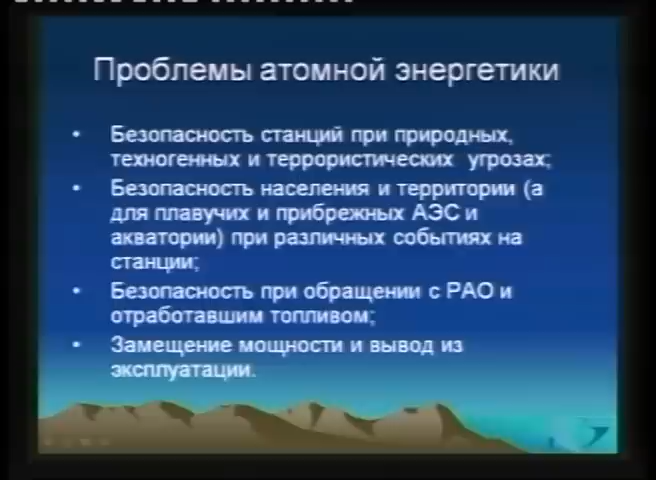 Проблемы атомной энергетики
• Безопасность станций при природных,
техногенных и террористических угрозах;
• Безопасность населения и территории (а
для плавучих и прибрежных АЭС и
акватории) при различных событиях на
станции;
• Безопасность при обращении с РАО и
отработавшим топливом;
• Замещение мощности и вывод из
эксплуатации.